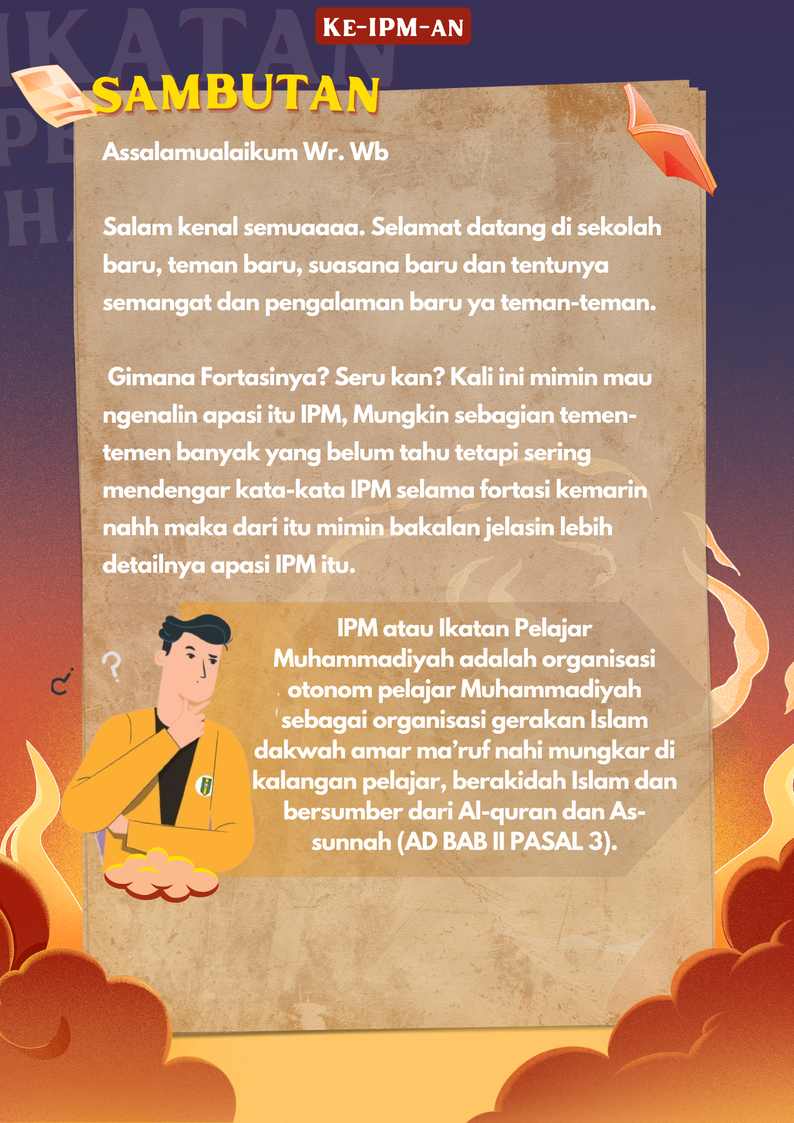 IKATAN
KE-IPM-AN
SAMBUTAN
Assalamualaikum Wr. Wb
Salam kenal semuaaaa. Selamat datang di sekolah
baru, teman baru, suasana baru dan tentunya
semangat dan pengalaman baru ya teman-teman.
Gimana Fortasinya? Seru kan? Kali ini mimin mau
ngenalin apasi itu IPM, Mungkin sebagian temen-
temen banyak yang belum tahu tetapi sering
mendengar kata-kata IPM selama fortasi kemarin
nahh maka dari itu mimin bakalan jelasin lebih
detailnya apasi IPM itu.
IPM atau Ikatan Pelajar
Muhammadiyah adalah organisasi
otonom pelajar Muhammadiyah
sebagai organisasi gerakan Islam
dakwah amar ma’ruf nahi mungkar di
kalangan pelajar, berakidah Islam dan
bersumber dari Al-quran dan As-
sunnah (AD BAB II PASAL 3).